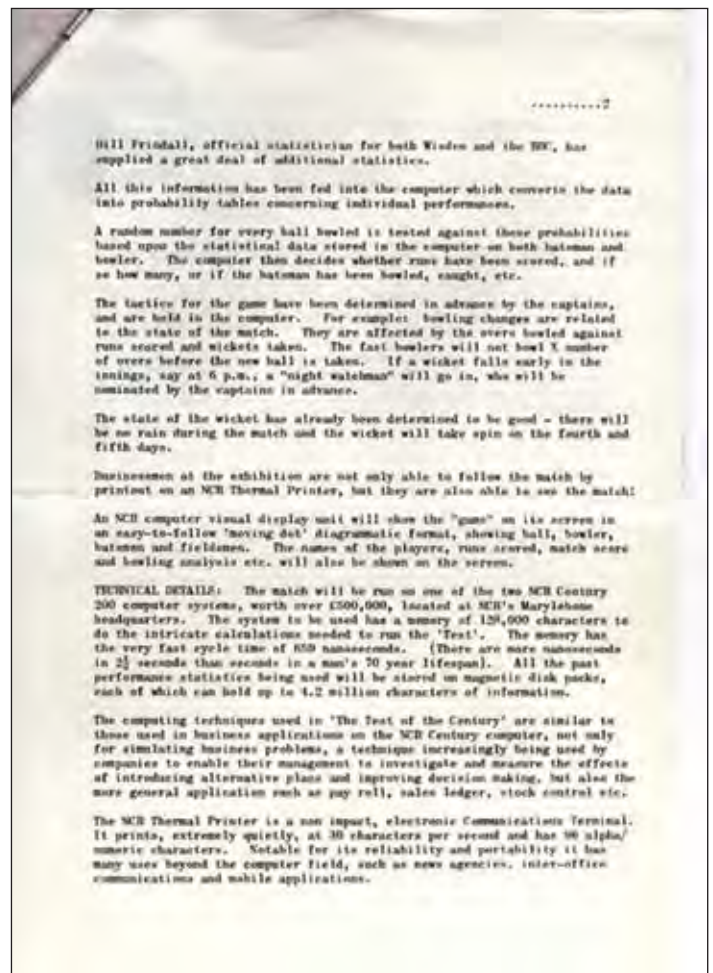 ..........2
Bill Frindall, official statistician for both Wisden and the BBC, has
supplied a great deal of additional statistics.
All this information has been fed into the computer which converts the data
into probability tables concerning individual performances.
A random number for every ball bowled is tested against these probabilities
based upon the statistical data stored in the computer on both batsman and
bowler. The computer then decides whether runs have been scored, and if
so how many, or if the batsman has been bowled, caught, etc.
The tactics for the game have been determined in advance by the captains,
and are held in the computer. For example: bowling changes are related
to the state of the match. They are affected by the overs bowled against
runs scored and wickets taken. The fast bowlers will not bowl X number
of overs before the new ball is taken. If a wicket falls early in the
innings, say at 6 p.m., a "night watchman" will go in, who will be
nominated by the captains in advance.
The state of the wicket has already been determined to be good - there will
be no rain during the match and the wicket will take spin on the fourth and
fifth days.
Businessmen at the exhibition are not only able to follow the match by
printout on an NCR Thermal Printer, but they are also able to see the match!
An NCR computer visual display unit will show the "game" on its screen in
an easy-to-follow 'moving dot' diagrammatic format, showing ball, bowler,
batsmen and fieldsmen. The names of the players, runs scored, match score
and bowling analysis etc. will also be shown on the screen.
TECHNICAL DETAILS: The match will be run on one of the two NCR Century
200 computer systems, worth over £500,000, located at NCR's Marylebone
headquarters. The system to be used has a memory of 128,000 characters to
do the intricate calculations needed to run the 'Test'. The memory has
the very fast cycle time of 650 nanoseconds. (There are more nanoseconds
in 2½ seconds than seconds in a man's 70 year lifespan). All the past
performance statistics being used will be stored on magnetic disk packs,
each of which can hold up to 4.2 million characters of information.
The computing techniques used in 'The Test of the Century' are similar to
those used in business applications on the NCR Century computer, not only
for simulating business problems, a technique increasingly being used by
companies to enable their management to investigate and measure the effects
of introducing alternative plans and improving decision making, but also the
more general application such as pay roll, sales ledger, stock control etc.
The NCR Thermal Printer is a non impact, electronic Communications Terminal.
It prints, extremely quietly, at 30 characters per second and has 96 alpha/
numeric characters. Notable for its reliability and portability it has
many uses beyond the computer field, such as news agencies, inter-office
communications and mobile applications.